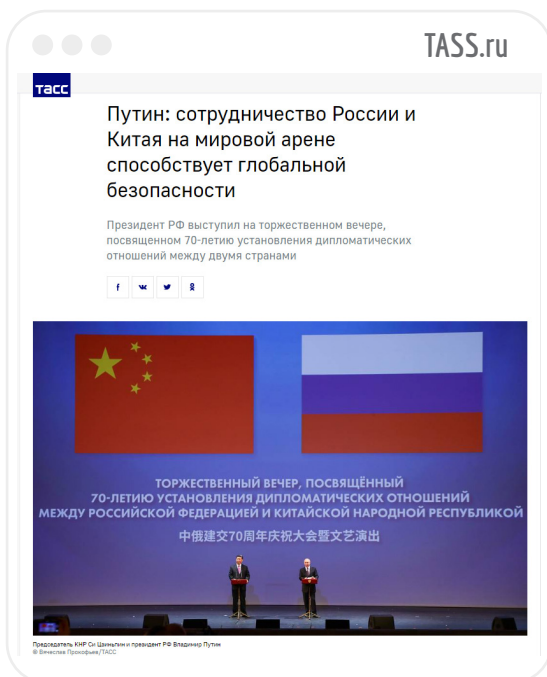 TASS.ru
ТАСС
Путин: сотрудничество России и
Китая на мировой арене
способствует глобальной
безопасности
Президент РФ выступил на торжественном вечере,
посвященном 70-летию установления дипломатических
отношений между двумя странами
ТОРЖЕСТВЕННЫЙ ВЕЧЕР, ПОСВЯЩЁННЫЙ
70-ЛЕТИЮ УСТАНОВЛЕНИЯ ДИПЛОМАТИЧЕСКИХ ОТНОШЕНИЙ
МЕЖДУ РОССИЙСКОЙ ФЕДЕРАЦИЕЙ И КИТАЙСКОЙ НАРОДНОЙ РЕСПУБЛИКОЙ
中俄建交70周年庆祝大会暨文艺演出
Председатель КНР Си Цзиньпин и президент РФ Владимир Путин
© Вячеслав Прокофьев/ТАСС